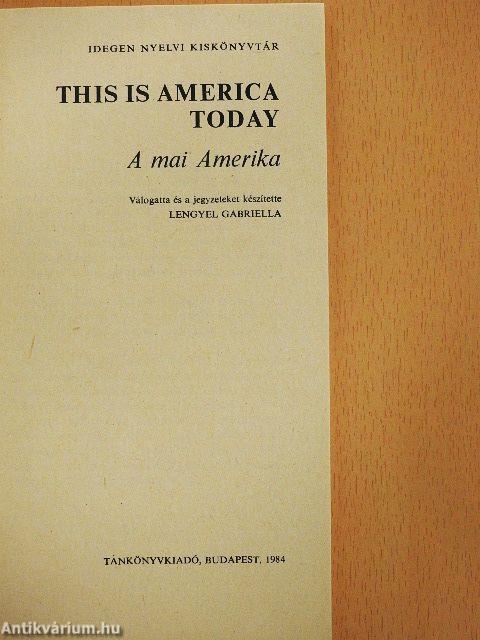 IDEGEN NYELVI KISKÖNYVTÁR
THIS IS AMERICA
TODAY
A mai Amerika
Válogatta és a jegyzeteket készítette
LENGYEL GABRIELLA
TÁNKÖNYVKIADÓ, BUDAPEST, 1984
Antikvárium.hu